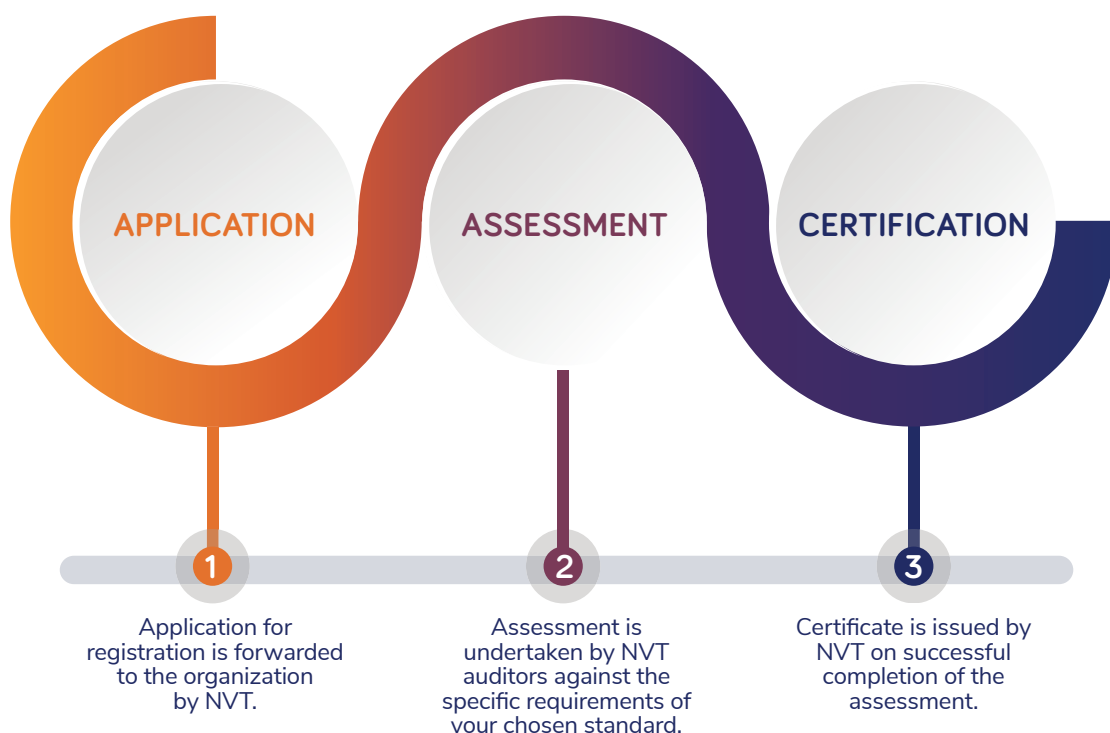 APPLICATION
ASSESSMENT
CERTIFICATION
1
2
3
Application for
registration is forwarded
to the organization
by NVT.
Assessment is
undertaken by NVT
auditors against the
specific requirements of
your chosen standard.
Certificate is issued by
NVT on successful
completion of the
assessment.